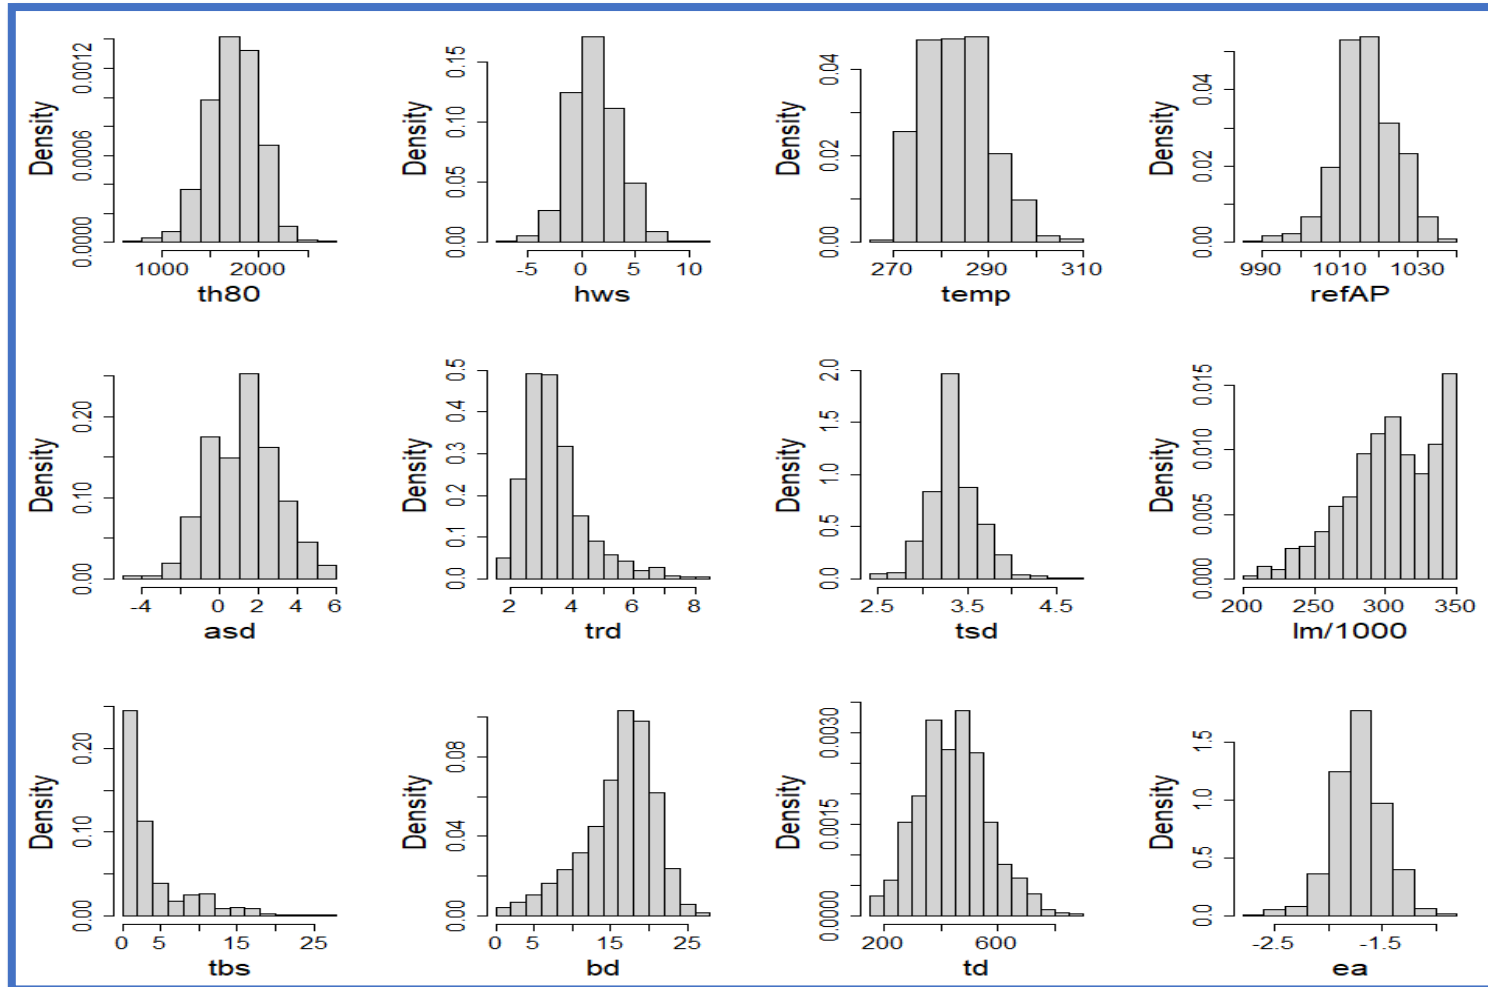 Density
0.0000 0.0006 0.0012
1000 2000
th80
Density
0.00 0.05 0.10 0.15
-5 0 5 10
hws
Density
0.00 0.02 0.04
270 290 310
temp
Density
0.00 0.02 0.04
990 1010 1030
refAP
Density
0.00 0.10 0.20
-4 0 2 4 6
asd
Density
0.0 0.1 0.2 0.3 0.4 0.5
2 4 6 8
trd
Density
0.0 0.5 1.0 1.5 2.0
2.5 3.5 4.5
tsd
Density
0.000 0.005 0.010 0.015
200 250 300 350
lm/1000
Density
0.00 0.10 0.20
0 5 15 25
tbs
Density
0.00 0.04 0.08
0 5 15 25
bd
Density
0.0000 0.0015 0.0030
200 600
td
Density
0.0 0.5 1.0 1.5
-2.5 -1.5
ea